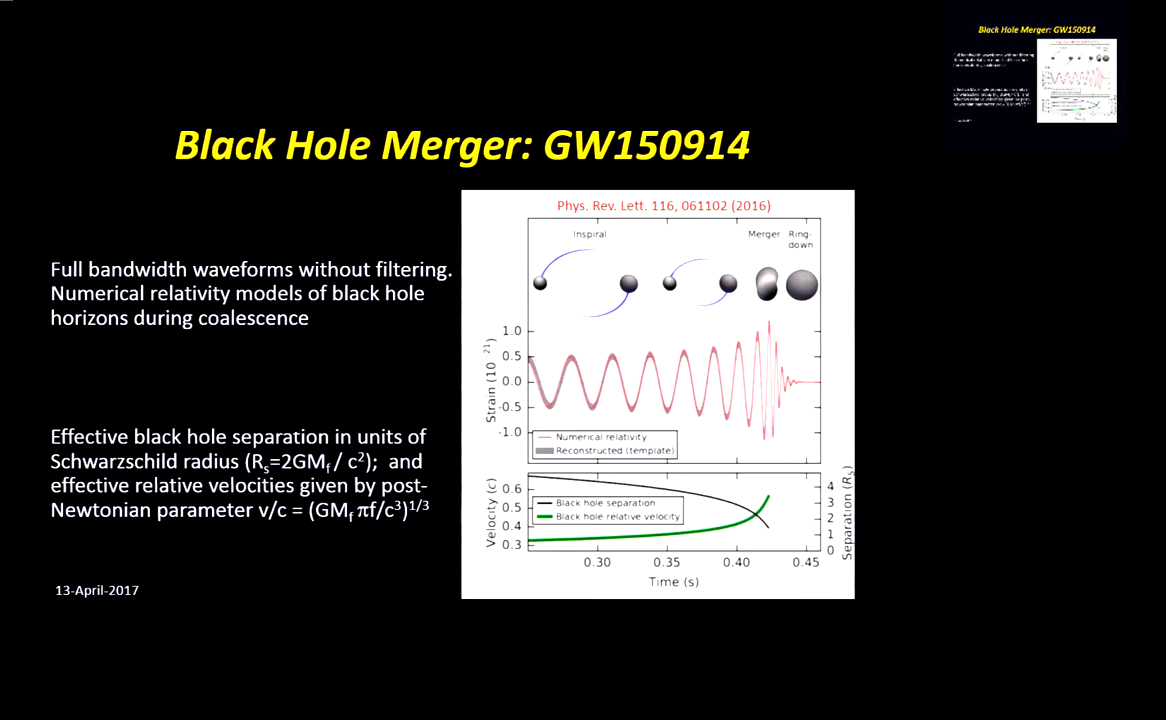 Black Hole Merger: GW150914
Black Hole Merger: GW150914
Full bandwidth waveforms without filtering.
Numerical relativity models of black hole
horizons during coalescence
Effective black hole separation in units of
Schwarzschild radius (Rs=2GMf / c²); and
effective relative velocities given by post-
Newtonian parameter v/c = (GMf πf/c³)^1/3
13-April-2017
Phys. Rev. Lett. 116, 061102 (2016)
Inspiral
Merger
Ring-
down
Strain (10 21)
1.0
0.5
0.0
-0.5
-1.0
Numerical relativity
Reconstructed (template)
Velocity (c)
0.6
0.5
0.4
0.3
Black hole separation
Black hole relative velocity
Separation (Rs)
4
3
2
1
0
0.30 0.35 0.40 0.45
Time (s)